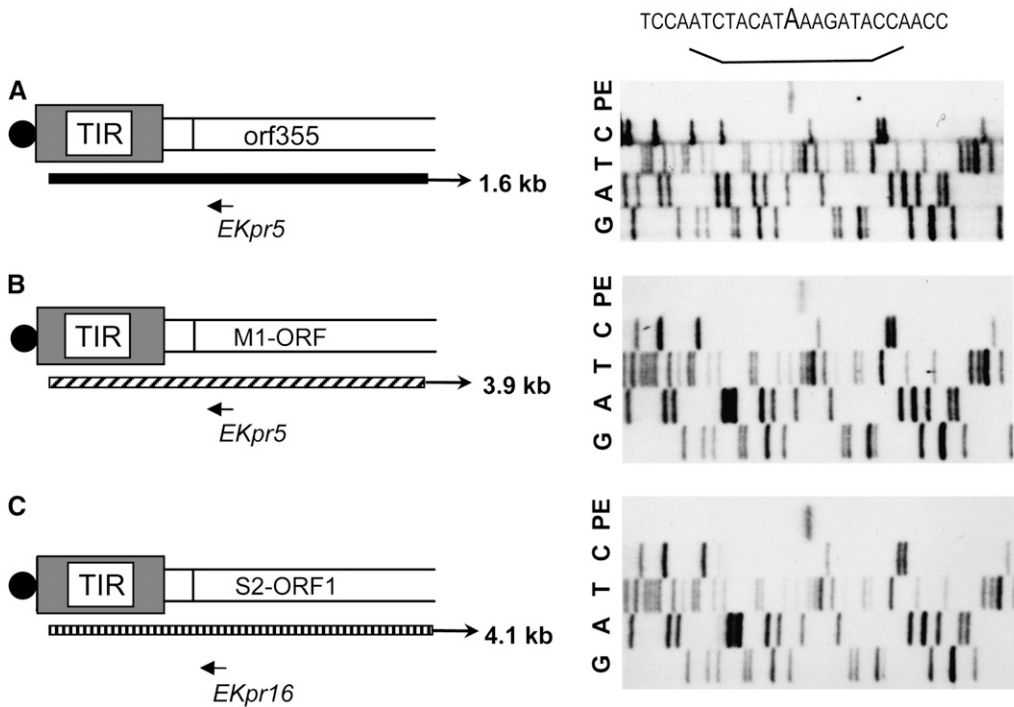 TCCAATCTACATAAAGATACCAACC
A
TIR
orf355
1.6 kb
EKpr5
PE
C
T
A
G
B
TIR
M1-ORF
3.9 kb
EKpr5
PE
C
T
A
G
C
TIR
S2-ORF1
4.1 kb
EKpr16
PE
C
T
A
G